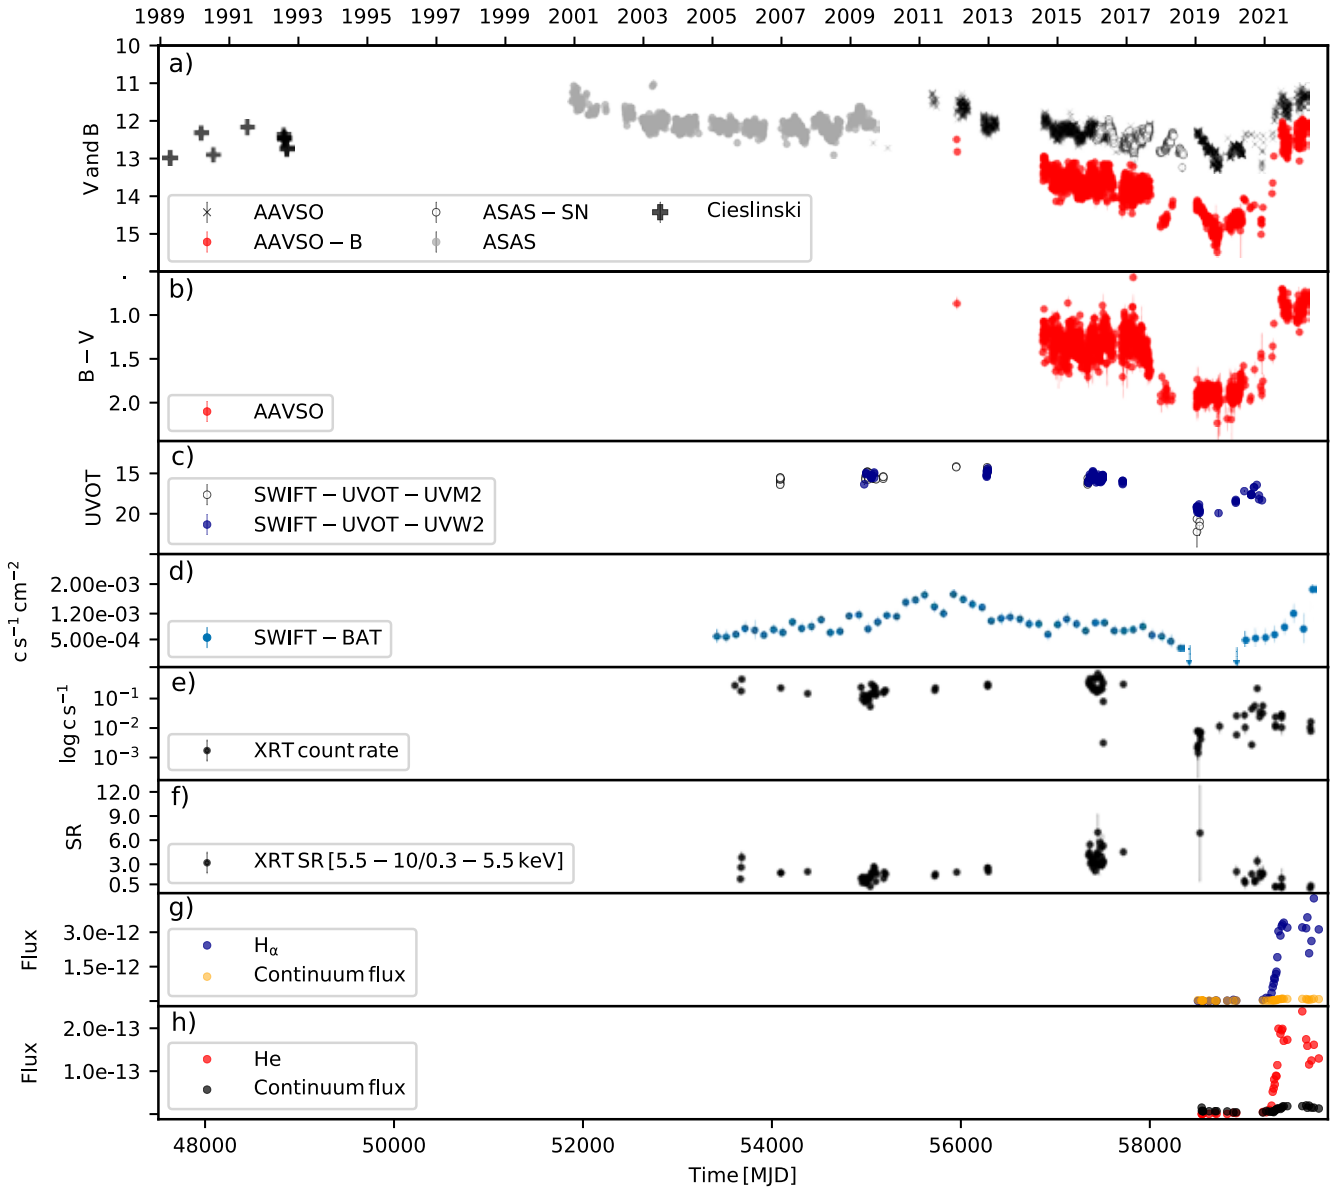 1989 1991 1993 1995 1997 1999 2001 2003 2005 2007 2009 2011 2013 2015 2017 2019 2021
a)
10
11
12
13
14
15
V and B
AAVSO
AAVSO – B
ASAS – SN
ASAS
Cieslinski
b)
1.0
1.5
2.0
B – V
AAVSO
c)
15
20
UVOT
SWIFT – UVOT – UVM2
SWIFT – UVOT – UVW2
d)
2.00e-03
1.20e-03
5.00e-04
c s⁻¹ cm⁻²
SWIFT – BAT
e)
10⁻¹
10⁻²
10⁻³
log c s⁻¹
XRT count rate
f)
12.0
9.0
6.0
3.0
0.5
SR
XRT SR [5.5 – 10/0.3 – 5.5 keV]
g)
3.0e-12
1.5e-12
Flux
Hα
Continuum flux
h)
2.0e-13
1.0e-13
Flux
He
Continuum flux
48000 50000 52000 54000 56000 58000
Time [MJD]